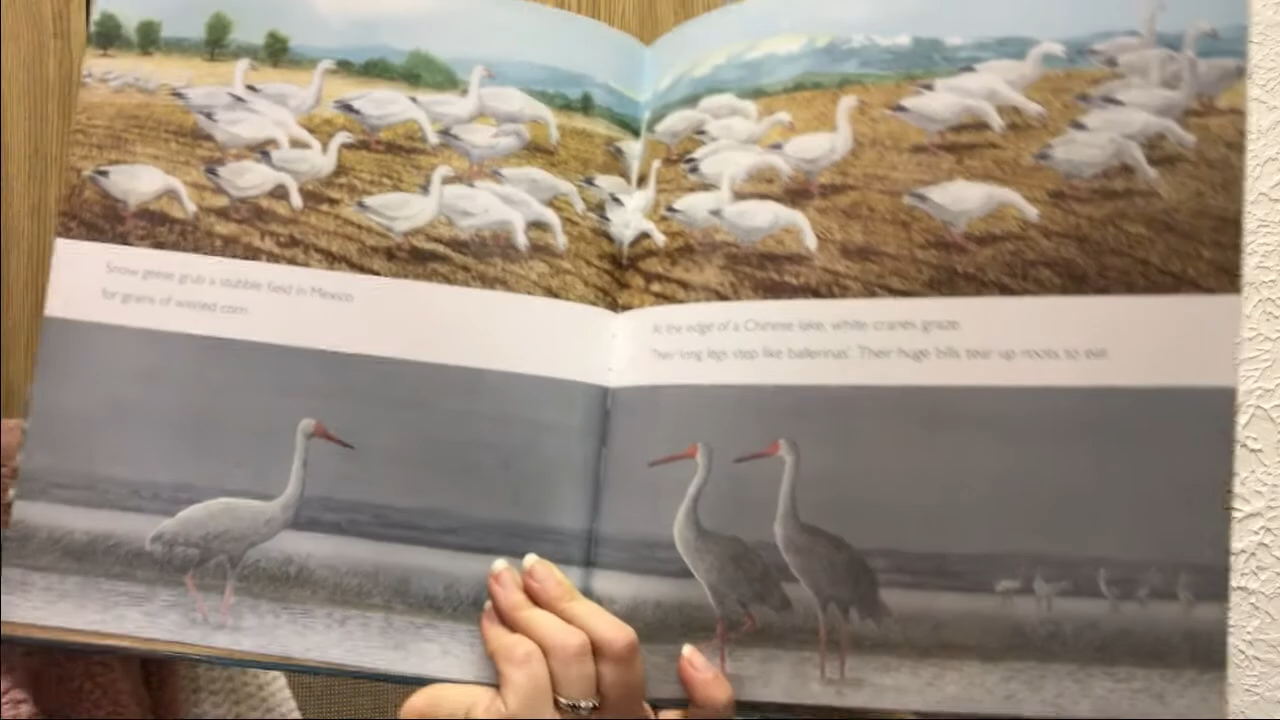 Snow geese grub a stubble field in Mexico
for grains of wasted corn.
At the edge of a Chinese lake, white cranes graze.
Their long legs step like ballerinas'. Their huge bills tear up roots to eat.